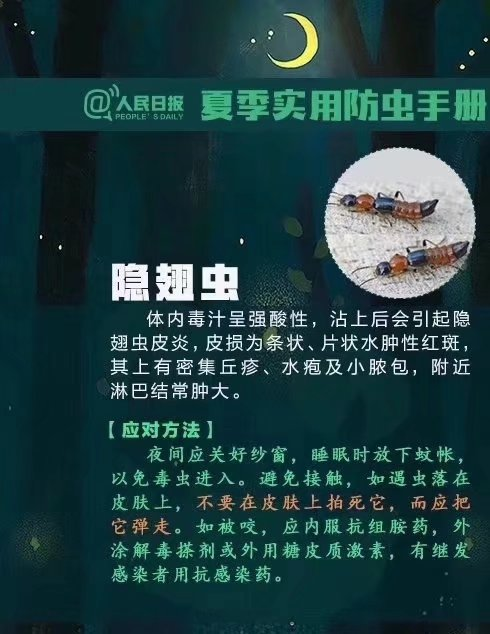 @人民日报 夏季实用防虫手册
PEOPLE'S DAILY
隐翅虫
体内毒汁呈强酸性，沾上后会引起隐
翅虫皮炎，皮损为条状、片状水肿性红斑，
其上有密集丘疹、水疱及小脓包，附近
淋巴结常肿大。
【应对方法】
夜间应关好纱窗，睡眠时放下蚊帐，
以免毒虫进入。避免接触，如遇虫落在
皮肤上，不要在皮肤上拍死它，而应把
它弹走。如被咬，应内服抗组胺药，外
涂解毒搽剂或外用糖皮质激素，有继发
感染者用抗感染药。